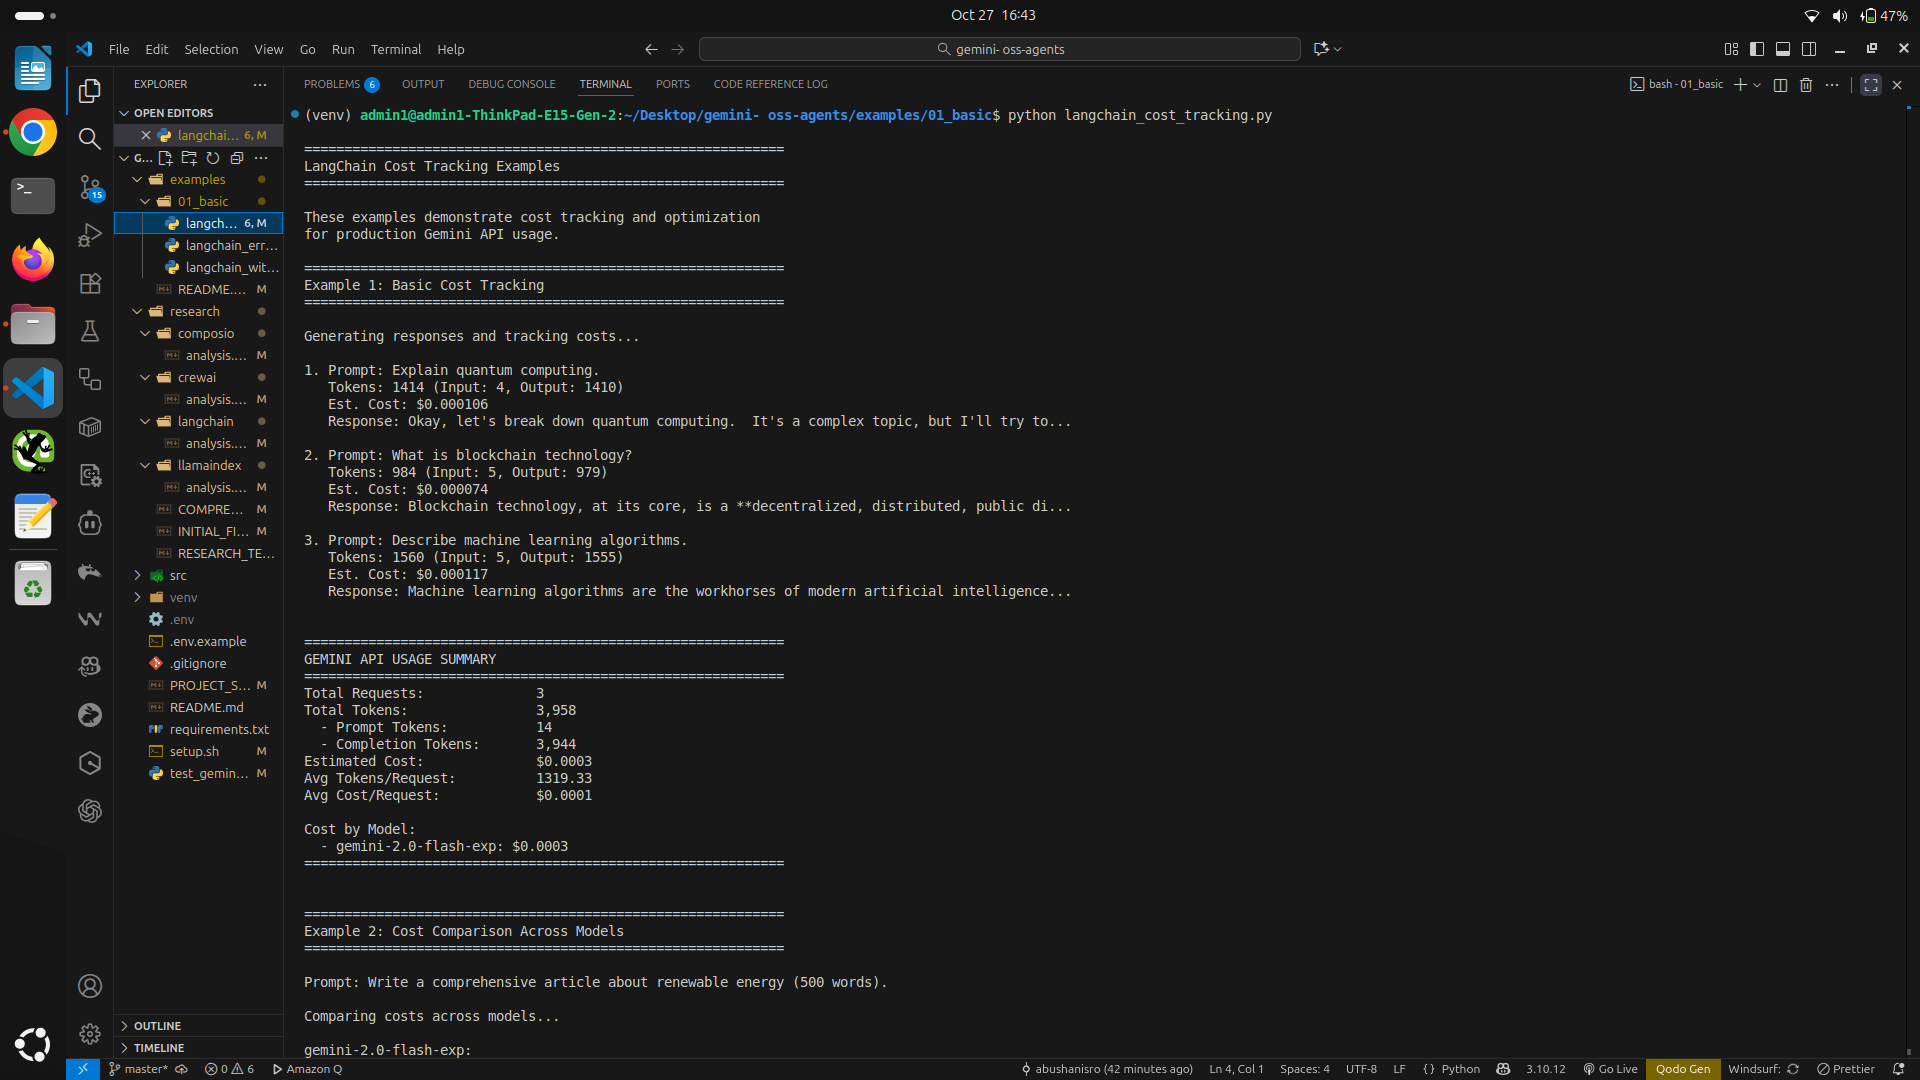 Oct 27 16:43
47%
File Edit Selection View Go Run Terminal Help
gemini- oss-agents
EXPLORER
PROBLEMS 6 OUTPUT DEBUG CONSOLE TERMINAL PORTS CODE REFERENCE LOG
bash - 01_basic
OPEN EDITORS
langchai... 6, M
G...
examples
01_basic
langch... 6, M
langchain_err...
langchain_wit...
README.... M
research
composio
analysis.... M
crewai
analysis.... M
langchain
analysis.... M
llamaindex
analysis.... M
COMPRE... M
INITIAL_FI... M
RESEARCH_TE...
src
venv
.env
.env.example
.gitignore
PROJECT_S... M
README.md
requirements.txt
setup.sh M
test_gemin... M
OUTLINE
TIMELINE
15
(venv) admin1@admin1-ThinkPad-E15-Gen-2:~/Desktop/gemini- oss-agents/examples/01_basic$ python langchain_cost_tracking.py
============================================================
LangChain Cost Tracking Examples
============================================================
These examples demonstrate cost tracking and optimization
for production Gemini API usage.
============================================================
Example 1: Basic Cost Tracking
============================================================
Generating responses and tracking costs...
1. Prompt: Explain quantum computing.
Tokens: 1414 (Input: 4, Output: 1410)
Est. Cost: $0.000106
Response: Okay, let's break down quantum computing.  It's a complex topic, but I'll try to...
2. Prompt: What is blockchain technology?
Tokens: 984 (Input: 5, Output: 979)
Est. Cost: $0.000074
Response: Blockchain technology, at its core, is a **decentralized, distributed, public di...
3. Prompt: Describe machine learning algorithms.
Tokens: 1560 (Input: 5, Output: 1555)
Est. Cost: $0.000117
Response: Machine learning algorithms are the workhorses of modern artificial intelligence...
============================================================
GEMINI API USAGE SUMMARY
============================================================
Total Requests: 3
Total Tokens: 3,958
- Prompt Tokens: 14
- Completion Tokens: 3,944
Estimated Cost: $0.0003
Avg Tokens/Request: 1319.33
Avg Cost/Request: $0.0001
Cost by Model:
- gemini-2.0-flash-exp: $0.0003
============================================================
============================================================
Example 2: Cost Comparison Across Models
============================================================
Prompt: Write a comprehensive article about renewable energy (500 words).
Comparing costs across models...
gemini-2.0-flash-exp:
master* 0 6 Amazon Q abushanisro (42 minutes ago) Ln 4, Col 1 Spaces: 4 UTF-8 LF {} Python 3.10.12 Go Live Qodo Gen Windsurf: Prettier